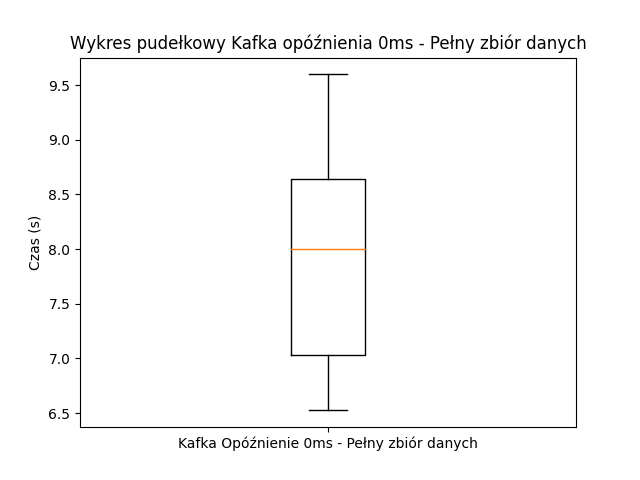 Wykres pudełkowy Kafka opóźnienia 0ms - Pełny zbiór danych
9.5
9.0
8.5
8.0
7.5
7.0
6.5
Czas (s)
Kafka Opóźnienie 0ms - Pełny zbiór danych